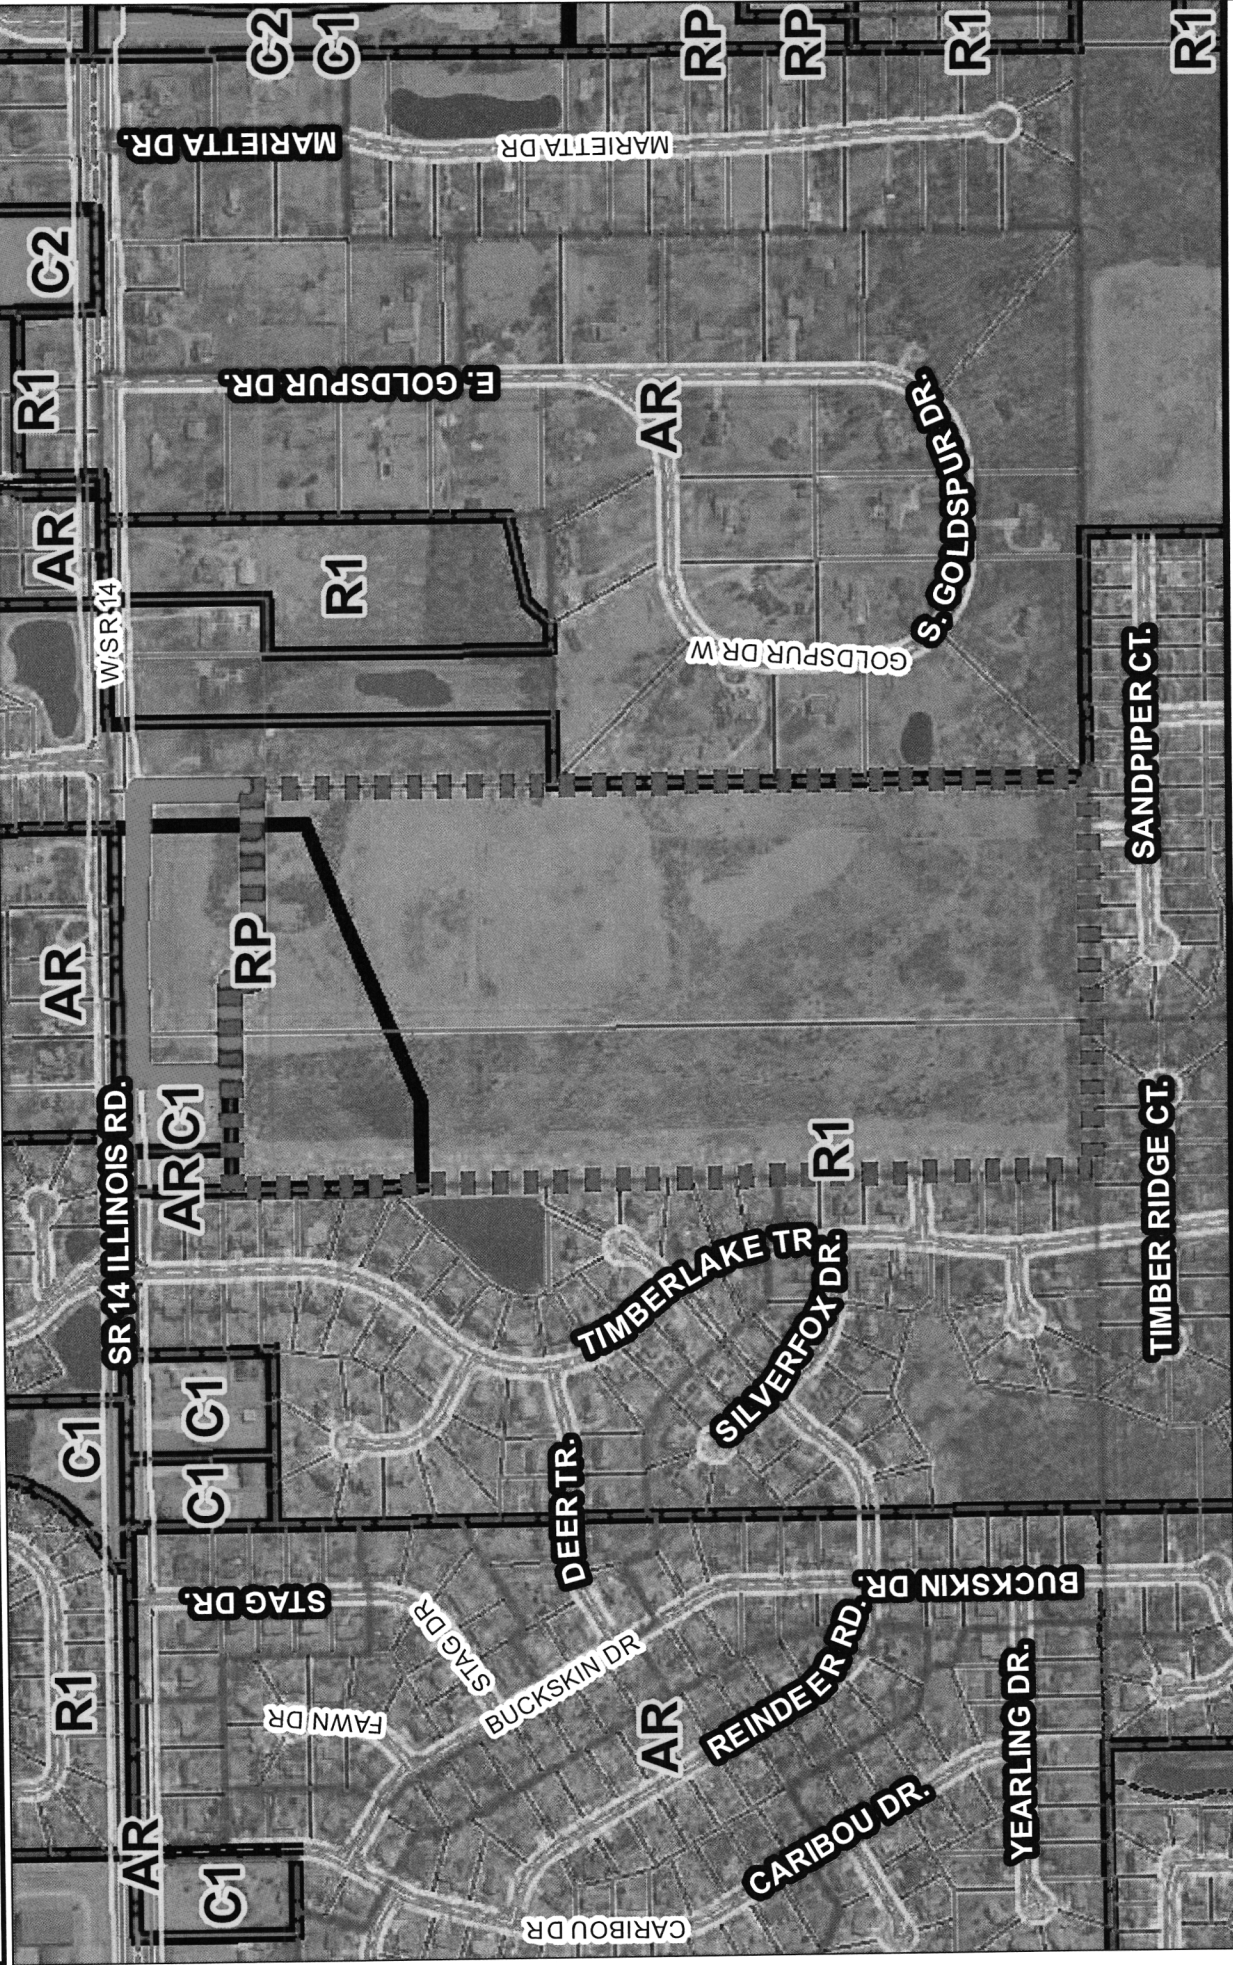 C2
C1
RP
RP
R1
R1
MARIETTA DR.
MARIETTA DR
C2
R1
E. GOLDSPUR DR.
AR
S. GOLDSPUR DR.
AR
R1
W SR 14
GOLDSPUR DR W
SANDPIPER CT.
AR
RP
SR 14 ILLINOIS RD.
AR
C1
R1
TIMBER RIDGE CT.
TIMBERLAKE TR
SILVERFOX DR.
C1
C1
C1
DEER TR.
STAG DR.
STAG DR
BUCKSKIN DR.
BUCKSKIN DR
R1
FAWN DR
AR
REINDEER RD.
YEARLING DR.
CARIBOU DR.
AR
C1
CARIBOU DR